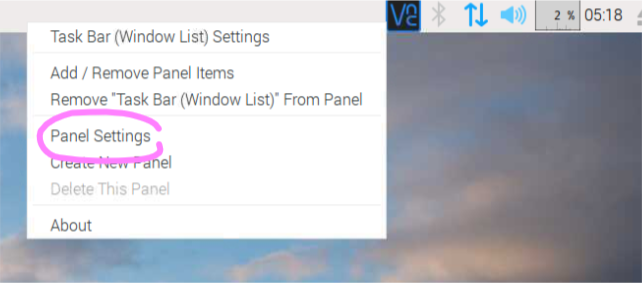 VNC 2 % 05:18
Task Bar (Window List) Settings
Add / Remove Panel Items
Remove "Task Bar (Window List)" From Panel
Panel Settings
Create New Panel
Delete This Panel
About